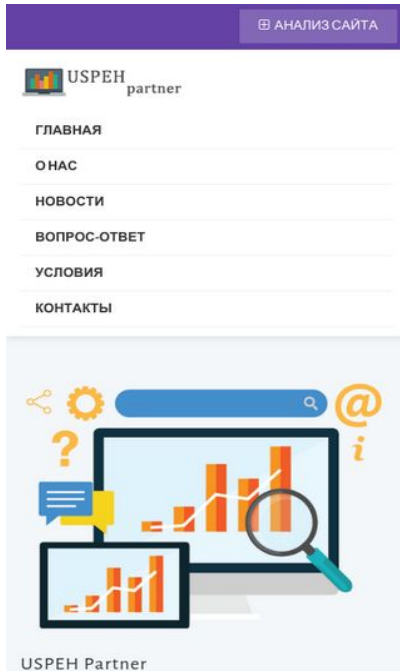 АНАЛИЗ САЙТА
USPEH
partner
ГЛАВНАЯ
О НАС
НОВОСТИ
ВОПРОС-ОТВЕТ
УСЛОВИЯ
КОНТАКТЫ
@
?
i
USPEH Partner